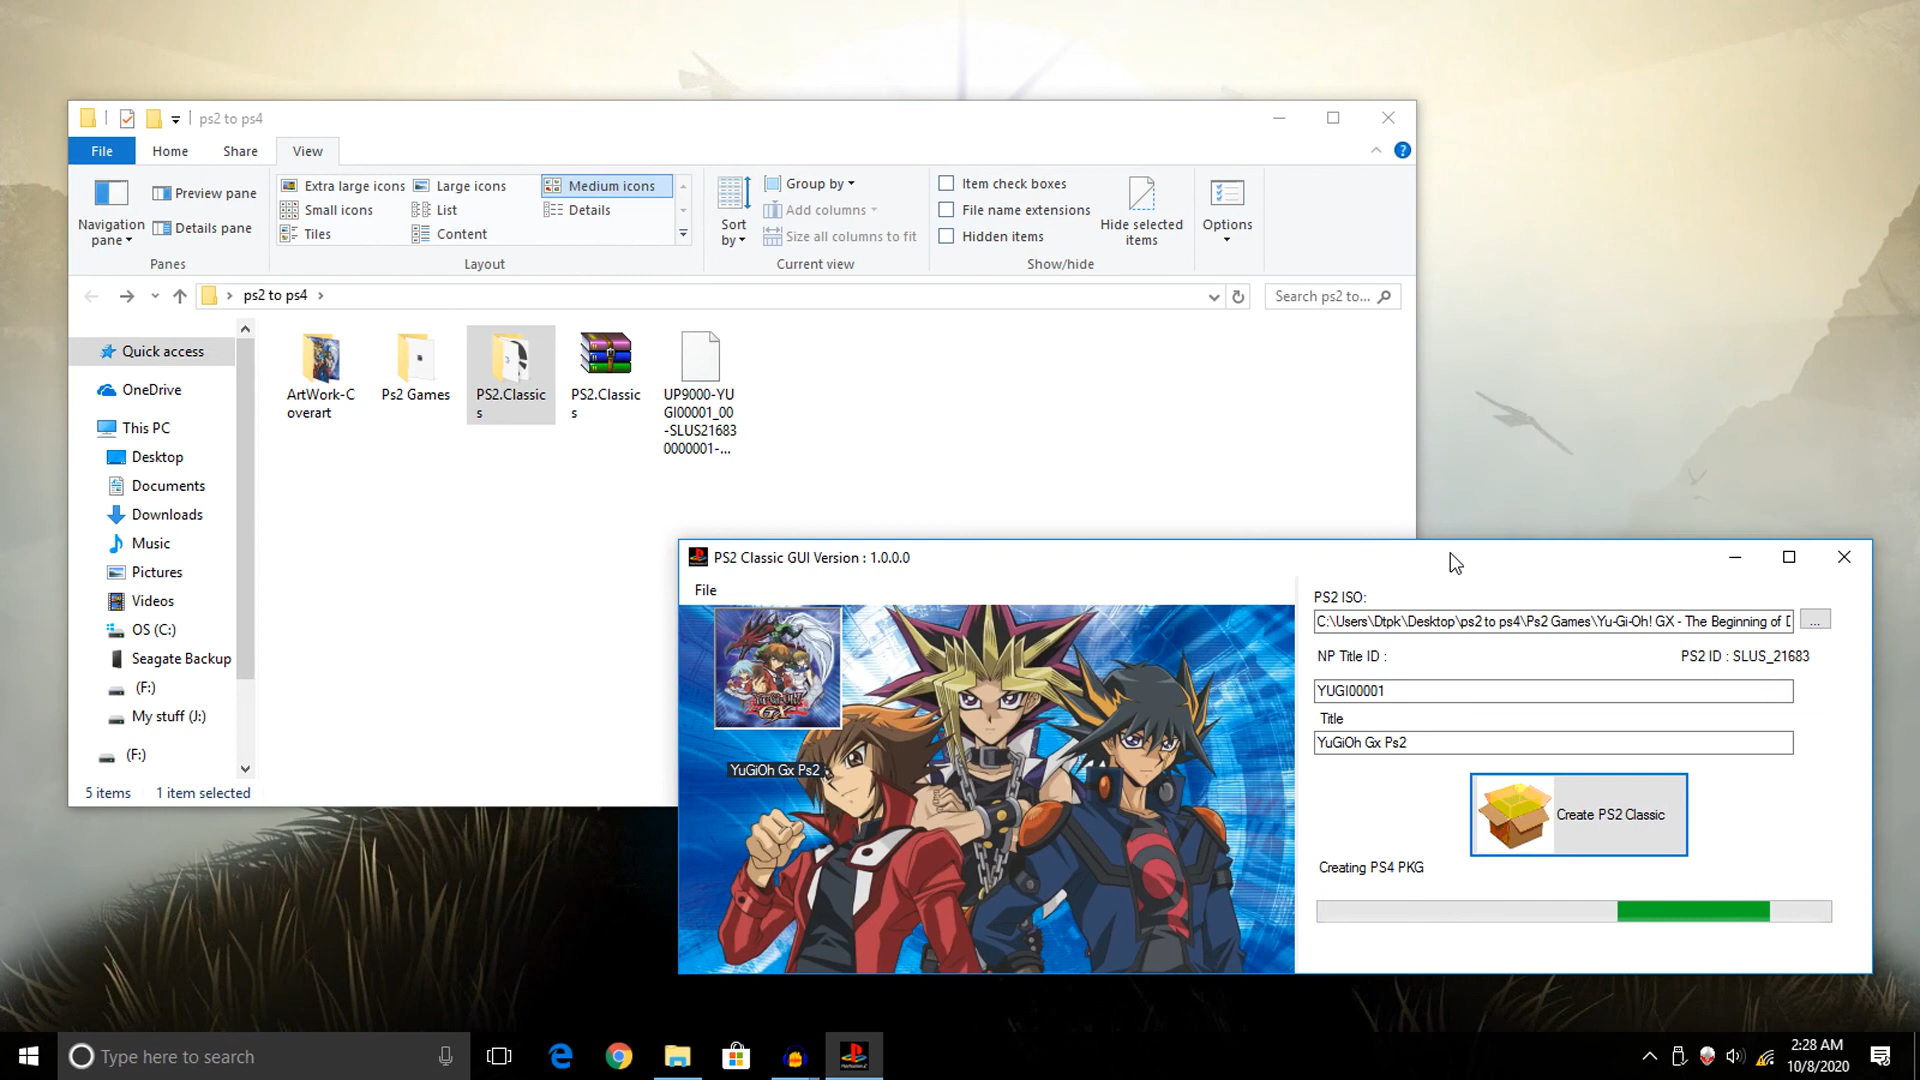 ps2 to ps4
File
Home
Share
View
Navigation
pane
Preview pane
Details pane
Panes
Extra large icons
Large icons
Medium icons
Small icons
List
Details
Tiles
Content
Layout
Sort
by
Group by
Add columns
Size all columns to fit
Current view
Item check boxes
File name extensions
Hidden items
Hide selected
items
Show/hide
Options
ps2 to ps4
Search ps2 to...
Quick access
OneDrive
This PC
Desktop
Documents
Downloads
Music
Pictures
Videos
OS (C:)
Seagate Backup
(F:)
My stuff (J:)
(F:)
ArtWork-C
overart
Ps2 Games
PS2.Classic
s
PS2.Classic
s
UP9000-YU
GI00001_00
-SLUS21683
0000001-...
5 items
1 item selected
PS2 Classic GUI Version : 1.0.0.0
File
Yu-Gi-Oh!
GX
YuGiOh Gx Ps2
PS2 ISO:
C:\Users\Dtpk\Desktop\ps2 to ps4\Ps2 Games\Yu-Gi-Oh! GX - The Beginning of D
...
NP Title ID :
PS2 ID : SLUS_21683
YUGI00001
Title
YuGiOh Gx Ps2
Create PS2 Classic
Creating PS4 PKG
Type here to search
2:28 AM
10/8/2020